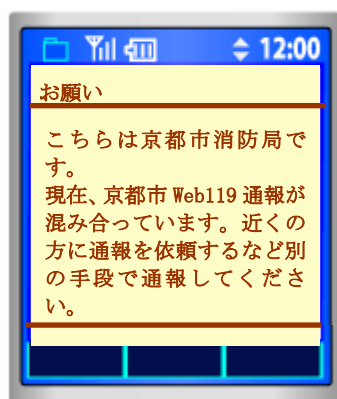 12:00
お願い
こちらは京都市消防局で
す。
現在、京都市Web119通報が
混み合っています。近くの
方に通報を依頼するなど別
の手段で通報してくださ
い。